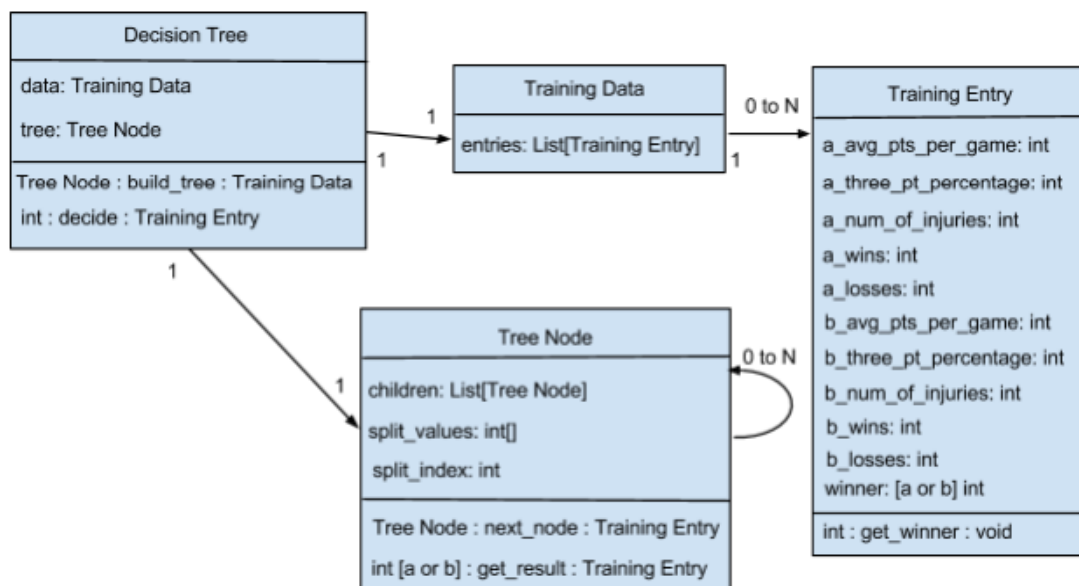 Decision Tree
data: Training Data
tree: Tree Node
Tree Node : build_tree : Training Data
int : decide : Training Entry
1
1
1
1
Training Data
entries: List[Training Entry]
0 to N
1
Training Entry
a_avg_pts_per_game: int
a_three_pt_percentage: int
a_num_of_injuries: int
a_wins: int
a_losses: int
b_avg_pts_per_game: int
b_three_pt_percentage: int
b_num_of_injuries: int
b_wins: int
b_losses: int
winner: [a or b] int
int : get_winner : void
Tree Node
children: List[Tree Node]
split_values: int[]
split_index: int
Tree Node : next_node : Training Entry
int [a or b] : get_result : Training Entry
0 to N